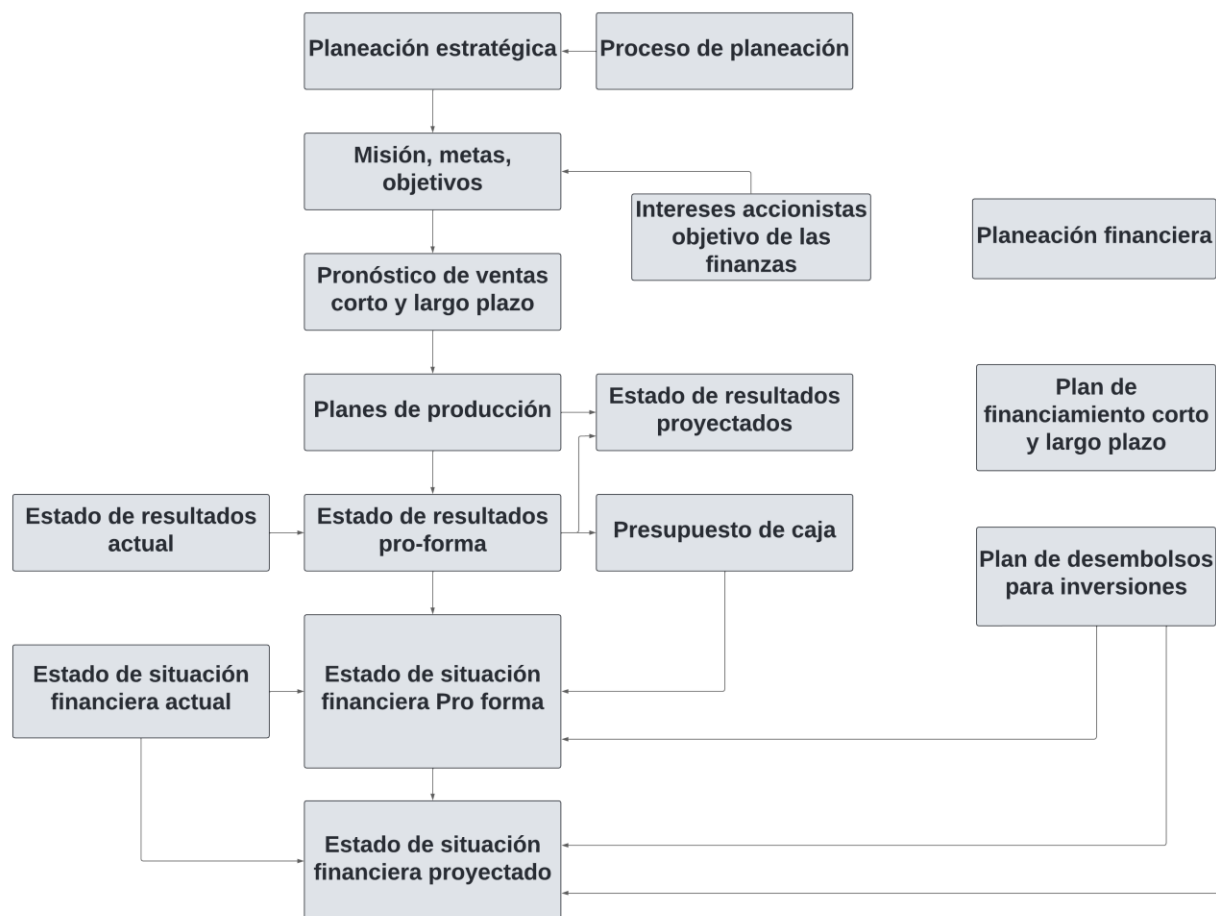 Planeación estratégica
Proceso de planeación
Misión, metas,
objetivos
Intereses accionistas
objetivo de las
finanzas
Planeación financiera
Pronóstico de ventas
corto y largo plazo
Planes de producción
Estado de resultados
proyectados
Plan de
financiamiento corto
y largo plazo
Estado de resultados
actual
Estado de resultados
pro-forma
Presupuesto de caja
Plan de desembolsos
para inversiones
Estado de situación
financiera actual
Estado de situación
financiera Pro forma
Estado de situación
financiera proyectado